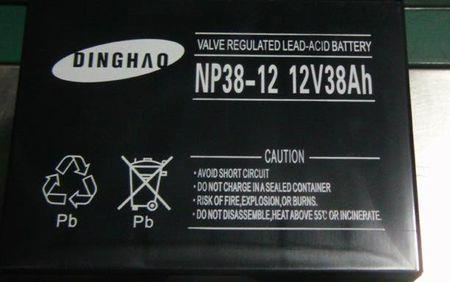 DINGHAO
VALVE REGULATED LEAD-ACID BATTERY
NP38-12 12V38Ah
CAUTION
• AVOID SHORT CIRCUIT
• DO NOT CHARGE IN A SEALED CONTAINER
• RISK OF FIRE,EXPLOSION,OR BURNS.
• DO NOT DISASSEMBLE,HEAT ABOVE 55℃ OR INCINERATE.
Pb
Pb